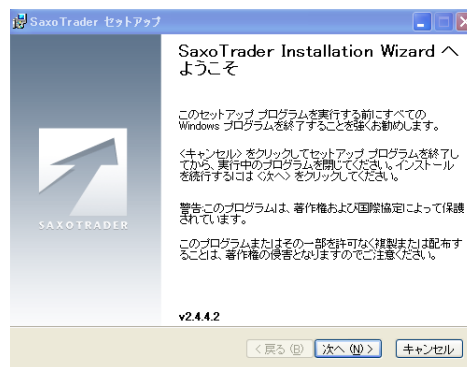 SaxoTrader セットアップ
SaxoTrader Installation Wizard へ
ようこそ
このセットアップ プログラムを実行する前にすべての
Windows プログラムを終了することを強くお勧めします。
<キャンセル> をクリックしてセットアップ プログラムを終了し
てから、実行中のプログラムを閉じてください。インストール
を続行するには <次へ> をクリックしてください。
警告:このプログラムは、著作権および国際協定によって保護
されています。
このプログラムまたはその一部を許可なく複製または配布す
ることは、著作権の侵害となりますのでご注意ください。
SAXOTRADER
v2.4.4.2
< 戻る (B)
次へ (N) >
キャンセル